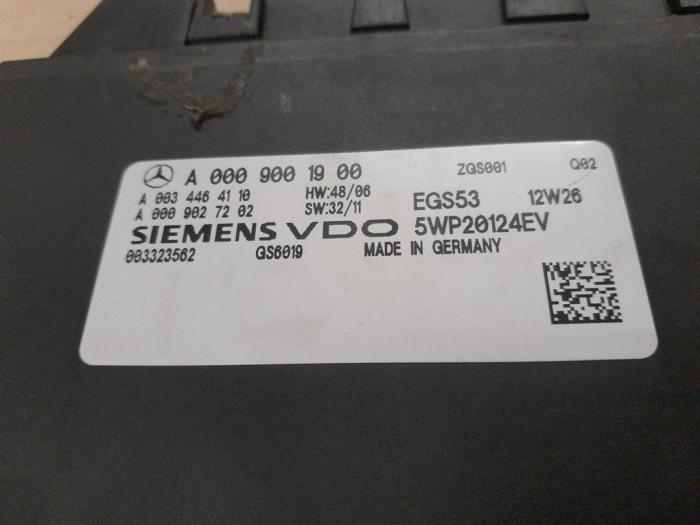 A 000 900 19 00 ZGS001 Q02
A 003 446 41 10 HW:48/06 EGS53 12W26
A 000 902 72 02 SW:32/11
SIEMENS VDO 5WP20124EV
003323562 QS6019 MADE IN GERMANY